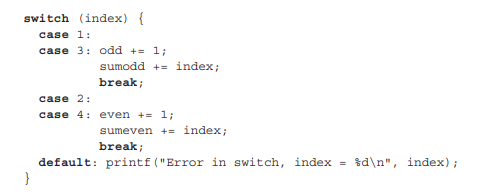 switch (index) {
  case 1:
  case 3: odd += 1;
          sumodd += index;
          break;
  case 2:
  case 4: even += 1;
          sumeven += index;
          break;
  default: printf("Error in switch, index = %d\n", index);
}